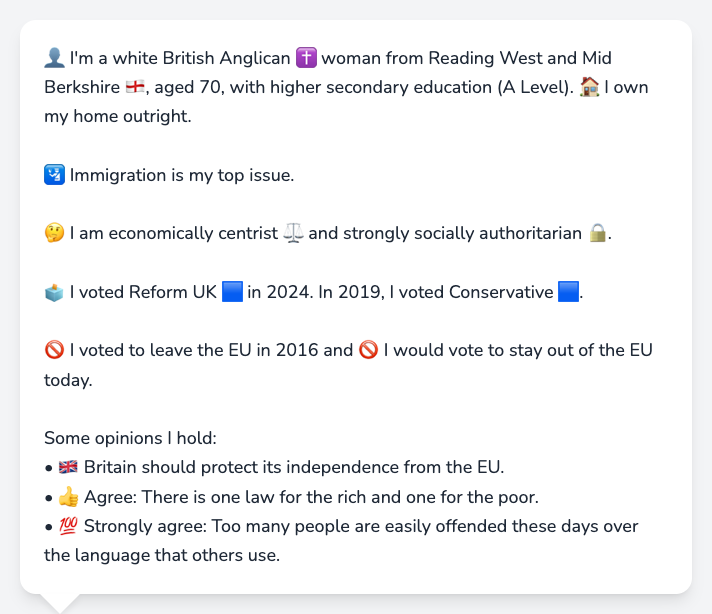 👤 I'm a white British Anglican ✝️ woman from Reading West and Mid
Berkshire 🏴󠁧󠁢󠁥󠁮󠁧󠁿, aged 70, with higher secondary education (A Level). 🏠 I own
my home outright.
🛂 Immigration is my top issue.
🤔 I am economically centrist ⚖️ and strongly socially authoritarian 🔒.
🗳️ I voted Reform UK 🟦 in 2024. In 2019, I voted Conservative 🟦.
🚫 I voted to leave the EU in 2016 and 🚫 I would vote to stay out of the EU
today.
Some opinions I hold:
• 🇬🇧 Britain should protect its independence from the EU.
• 👍 Agree: There is one law for the rich and one for the poor.
• 💯 Strongly agree: Too many people are easily offended these days over
the language that others use.